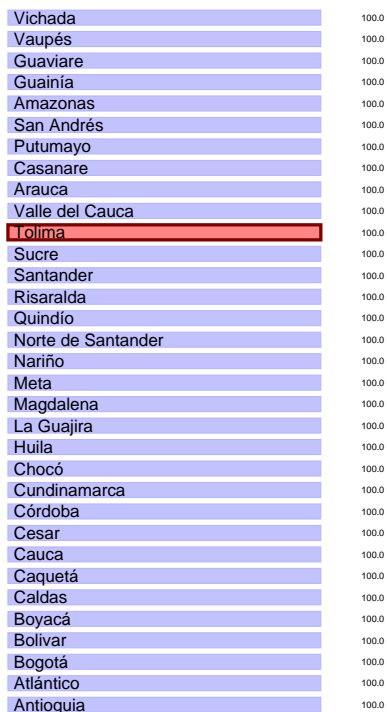 Vichada 100.0
Vaupés 100.0
Guaviare 100.0
Guainía 100.0
Amazonas 100.0
San Andrés 100.0
Putumayo 100.0
Casanare 100.0
Arauca 100.0
Valle del Cauca 100.0
Tolima 100.0
Sucre 100.0
Santander 100.0
Risaralda 100.0
Quindío 100.0
Norte de Santander 100.0
Nariño 100.0
Meta 100.0
Magdalena 100.0
La Guajira 100.0
Huila 100.0
Chocó 100.0
Cundinamarca 100.0
Córdoba 100.0
Cesar 100.0
Cauca 100.0
Caquetá 100.0
Caldas 100.0
Boyacá 100.0
Bolivar 100.0
Bogotá 100.0
Atlántico 100.0
Antioquia 100.0